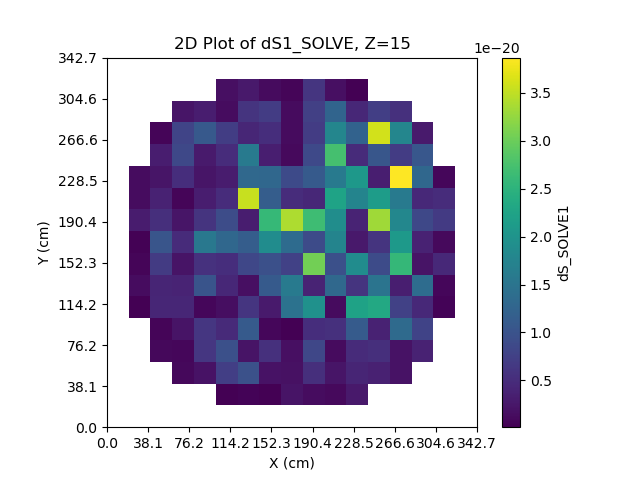 2D Plot of dS1_SOLVE, Z=15
1e−20
342.7
304.6
266.6
228.5
190.4
152.3
114.2
76.2
38.1
0.0
Y (cm)
0.0 38.1 76.2 114.2 152.3 190.4 228.5 266.6 304.6 342.7
X (cm)
3.5
3.0
2.5
2.0
1.5
1.0
0.5
dS_SOLVE1